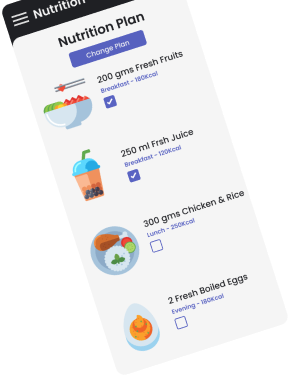 Nutrition
Nutrition Plan
Change Plan
200 gms Fresh Fruits
Breakfast - 180Kcal
250 ml Frsh Juice
Breakfast - 120Kcal
300 gms Chicken & Rice
Lunch - 250Kcal
2 Fresh Boiled Eggs
Evening - 180Kcal